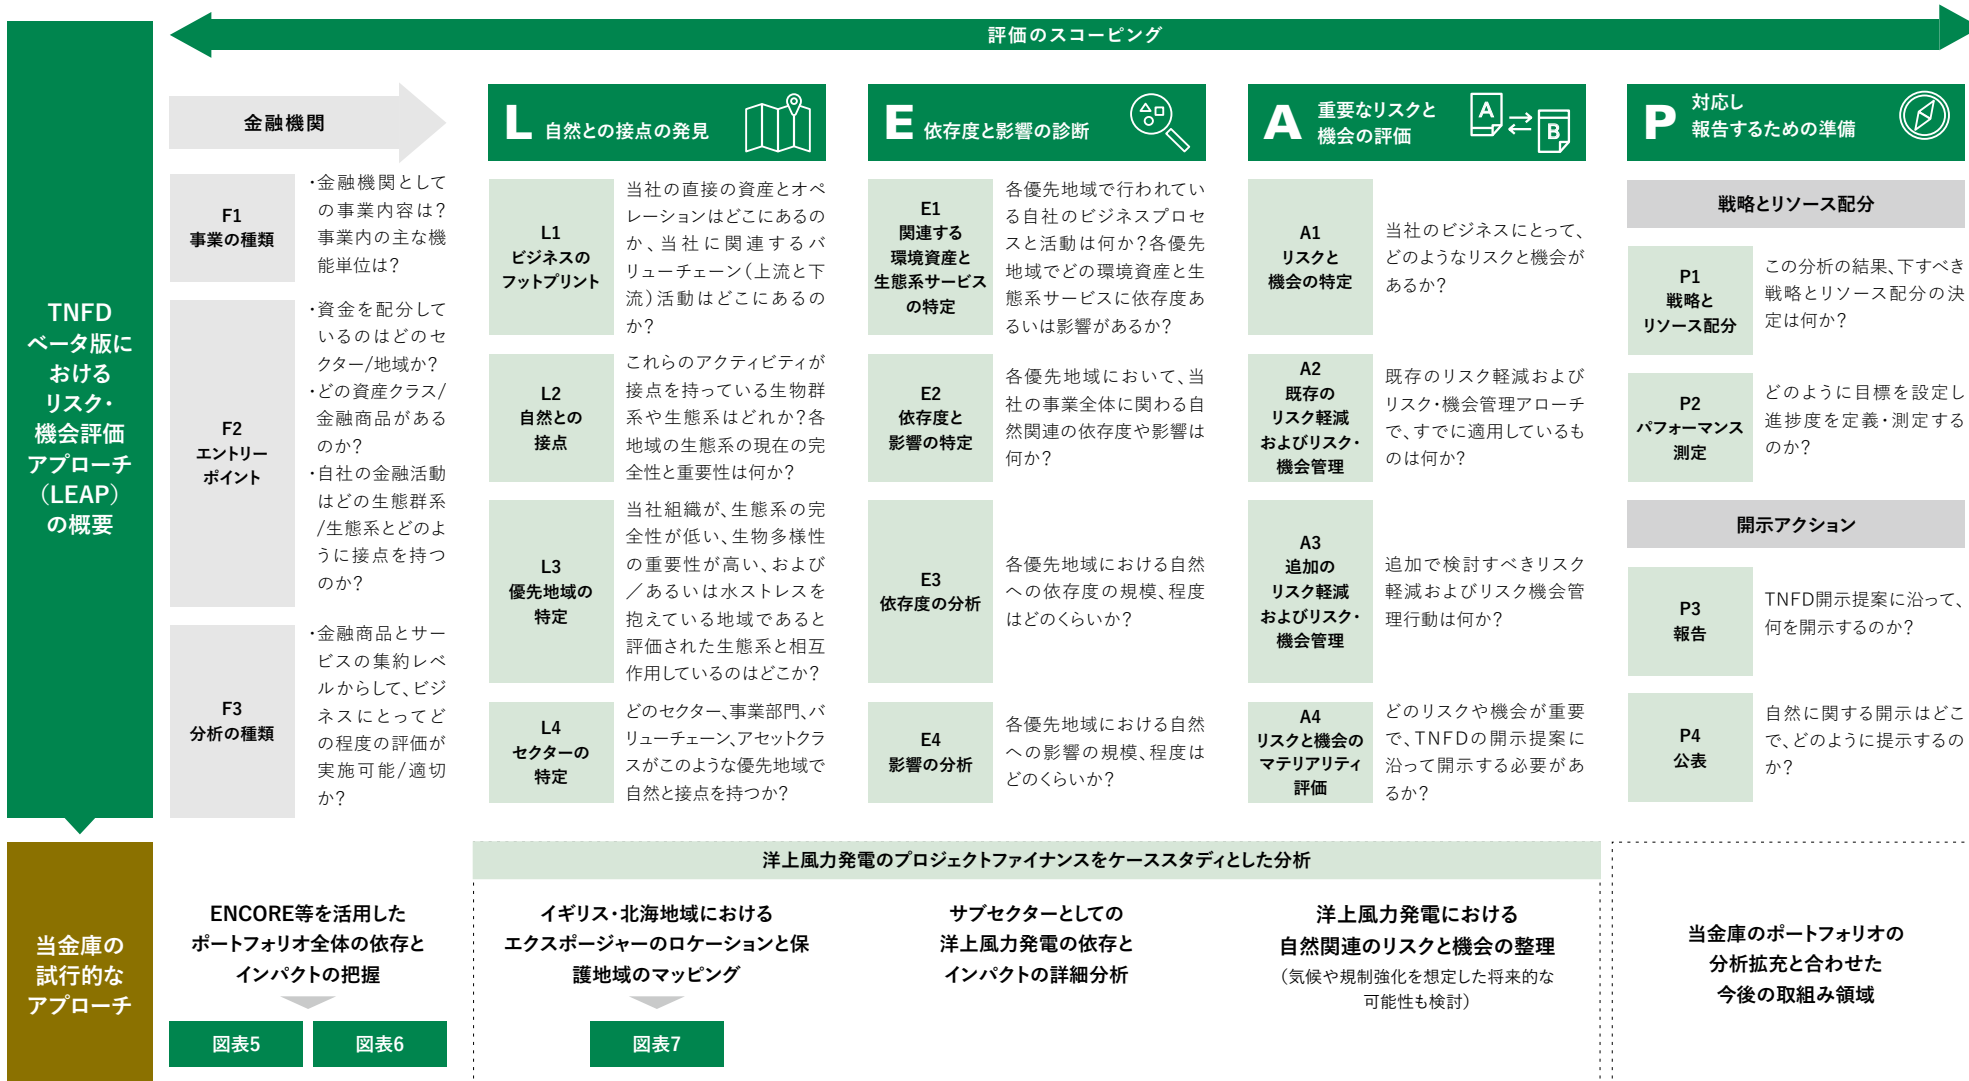 評価のスコーピング
TNFD
ベータ版に
おける
リスク・
機会評価
アプローチ
（LEAP）
の概要
金融機関
F1
事業の種類
・金融機関として
の事業内容は？
事業内の主な機
能単位は？
F2
エントリー
ポイント
・資金を配分して
いるのはどのセ
クター/地域か？
・どの資産クラス/
金融商品がある
のか？
・自社の金融活動
はどの生態群系
/生態系とどのよ
うに接点を持つ
のか？
F3
分析の種類
・金融商品とサー
ビスの集約レベ
ルからして、ビジ
ネスにとってど
の程度の評価が
実施可能/適切
か？
L 自然との接点の発見
L1
ビジネスの
フットプリント
当社の直接の資産とオペ
レーションはどこにあるの
か、当社に関連するバ
リューチェーン（上流と下
流）活動はどこにあるの
か？
L2
自然との
接点
これらのアクティビティが
接点を持っている生物群
系や生態系はどれか？各
地域の生態系の現在の完
全性と重要性は何か？
L3
優先地域の
特定
当社組織が、生態系の完
全性が低い、生物多様性
の重要性が高い、および
／あるいは水ストレスを
抱えている地域であると
評価された生態系と相互
作用しているのはどこか？
L4
セクターの
特定
どのセクター、事業部門、バ
リューチェーン、アセットクラ
スがこのような優先地域で
自然と接点を持つか？
E 依存度と影響の診断
E1
関連する
環境資産と
生態系サービス
の特定
各優先地域で行われてい
る自社のビジネスプロセ
スと活動は何か？各優先
地域でどの環境資産と生
態系サービスに依存度あ
るいは影響があるか？
E2
依存度と
影響の特定
各優先地域において、当
社の事業全体に関わる自
然関連の依存度や影響は
何か？
E3
依存度の分析
各優先地域における自然
への依存度の規模、程度
はどのくらいか？
E4
影響の分析
各優先地域における自然
への影響の規模、程度は
どのくらいか？
A 重要なリスクと
機会の評価
A
B
A1
リスクと
機会の特定
当社のビジネスにとって、
どのようなリスクと機会が
あるか？
A2
既存の
リスク軽減
およびリスク・
機会管理
既存のリスク軽減および
リスク・機会管理アローチ
で、すでに適用しているも
のは何か？
A3
追加の
リスク軽減
およびリスク・
機会管理
追加で検討すべきリスク
軽減およびリスク機会管
理行動は何か？
A4
リスクと機会の
マテリアリティ
評価
どのリスクや機会が重要
で、TNFDの開示提案に
沿って開示する必要があ
るか？
P 対応し
報告するための準備
戦略とリソース配分
P1
戦略と
リソース配分
この分析の結果、下すべき
戦略とリソース配分の決
定は何か？
P2
パフォーマンス
測定
どのように目標を設定し
進捗度を定義・測定する
のか？
開示アクション
P3
報告
TNFD開示提案に沿って、
何を開示するのか？
P4
公表
自然に関する開示はどこ
で、どのように提示するの
か？
当金庫の
試行的な
アプローチ
ENCORE等を活用した
ポートフォリオ全体の依存と
インパクトの把握
図表5
図表6
洋上風力発電のプロジェクトファイナンスをケーススタディとした分析
イギリス・北海地域における
エクスポージャーのロケーションと保
護地域のマッピング
図表7
サブセクターとしての
洋上風力発電の依存と
インパクトの詳細分析
洋上風力発電における
自然関連のリスクと機会の整理
（気候や規制強化を想定した将来的な
可能性も検討）
当金庫のポートフォリオの
分析拡充と合わせた
今後の取組み領域